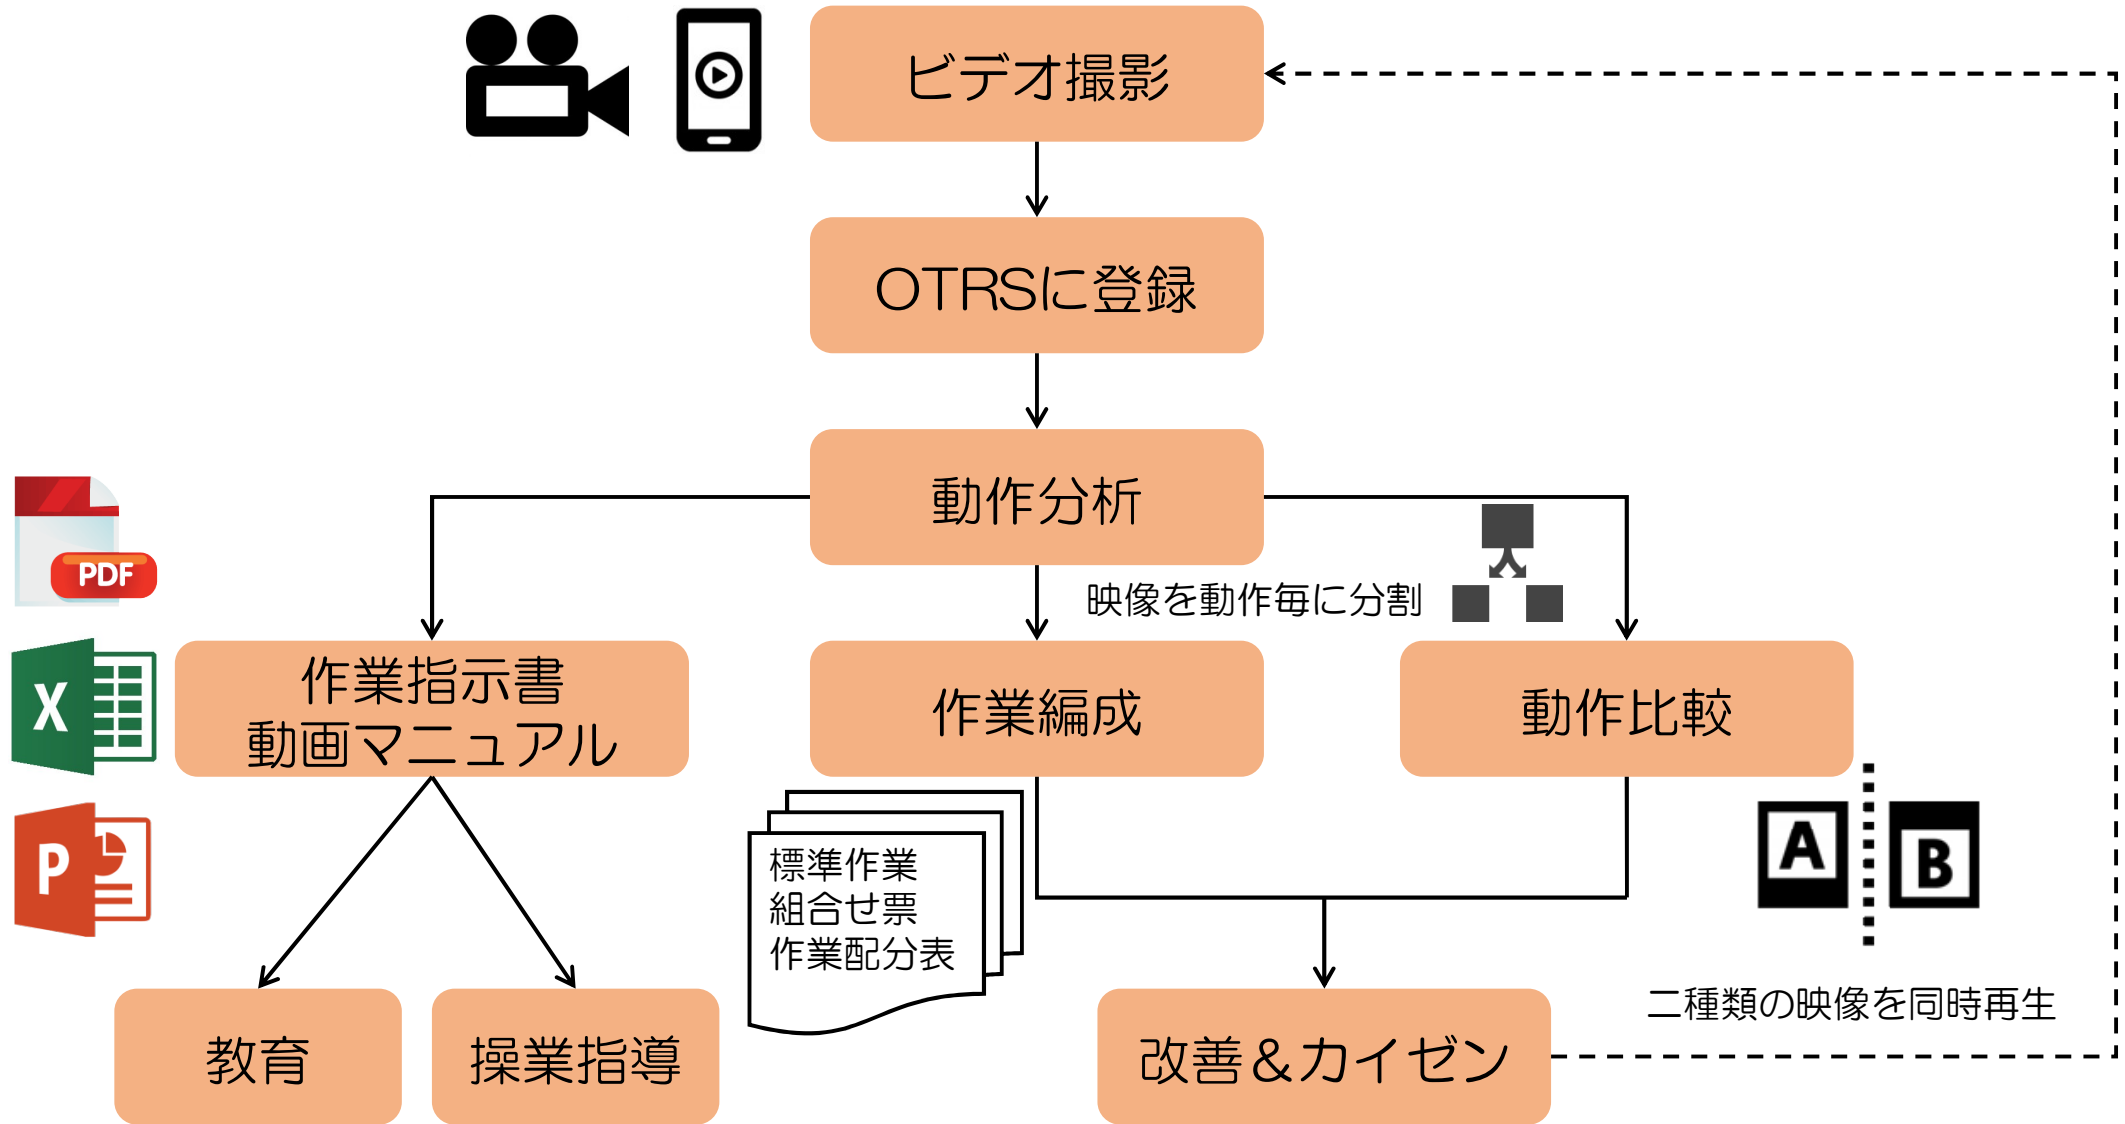 ビデオ撮影
OTRSに登録
動作分析
映像を動作毎に分割
PDF
X
P
作業指示書
動画マニュアル
作業編成
動作比較
標準作業
組合せ票
作業配分表
A
B
二種類の映像を同時再生
教育
操業指導
改善＆カイゼン